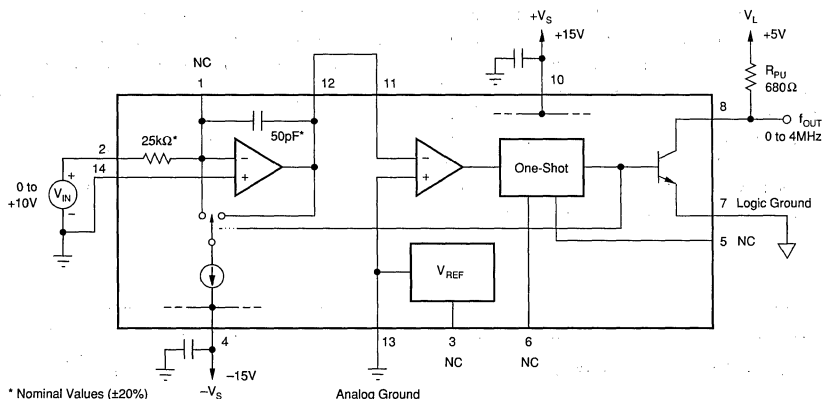 +VS
+15V
VL
+5V
NC
1
12
11
10
RPU
680Ω
8
fOUT
0 to 4MHz
50pF*
25kΩ*
2
14
0 to
+10V
VIN
+
−
−
+
−
+
One-Shot
7
Logic Ground
5
NC
VREF
4
−15V
−VS
13
3
NC
6
NC
* Nominal Values (±20%)
Analog Ground